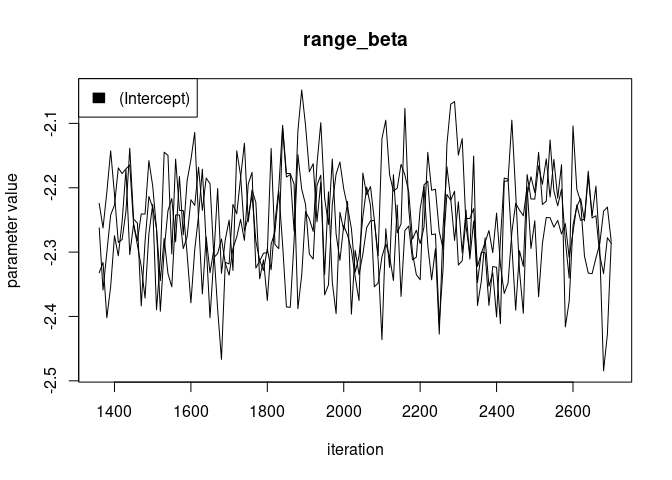 range_beta
(Intercept)
parameter value
-2.1
-2.2
-2.3
-2.4
-2.5
1400 1600 1800 2000 2200 2400 2600
iteration